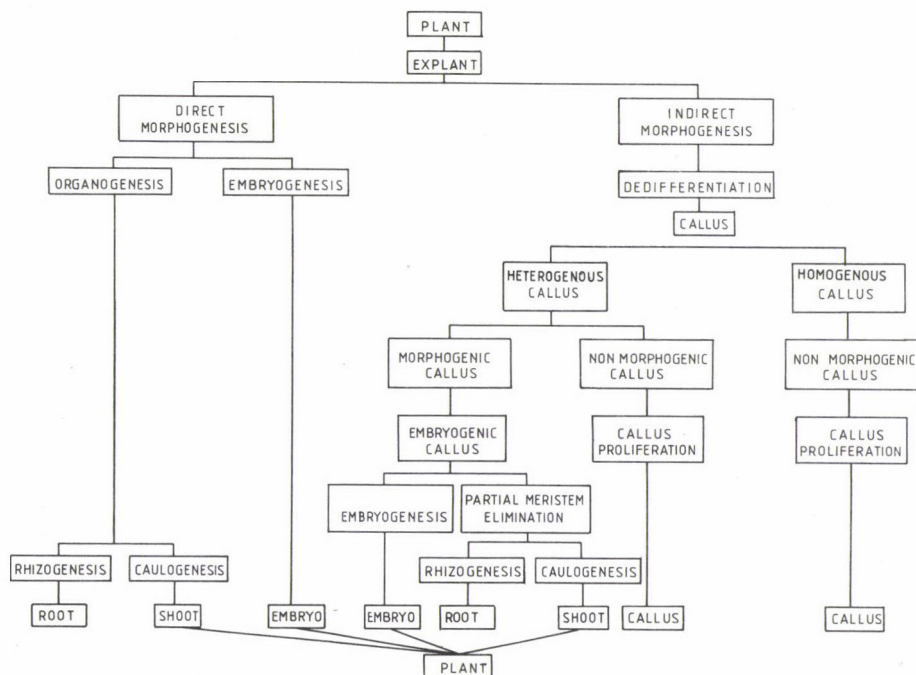 PLANT
EXPLANT
DIRECT
MORPHOGENESIS
INDIRECT
MORPHOGENESIS
ORGANOGENESIS
EMBRYOGENESIS
DEDIFFERENTIATION
CALLUS
HETEROGENOUS
CALLUS
HOMOGENOUS
CALLUS
MORPHOGENIC
CALLUS
NON MORPHOGENIC
CALLUS
NON MORPHOGENIC
CALLUS
EMBRYOGENIC
CALLUS
CALLUS
PROLIFERATION
CALLUS
PROLIFERATION
EMBRYOGENESIS
PARTIAL MERISTEM
ELIMINATION
RHIZOGENESIS
CAULOGENESIS
RHIZOGENESIS
CAULOGENESIS
ROOT
SHOOT
EMBRYO
EMBRYO
ROOT
SHOOT
CALLUS
CALLUS
PLANT